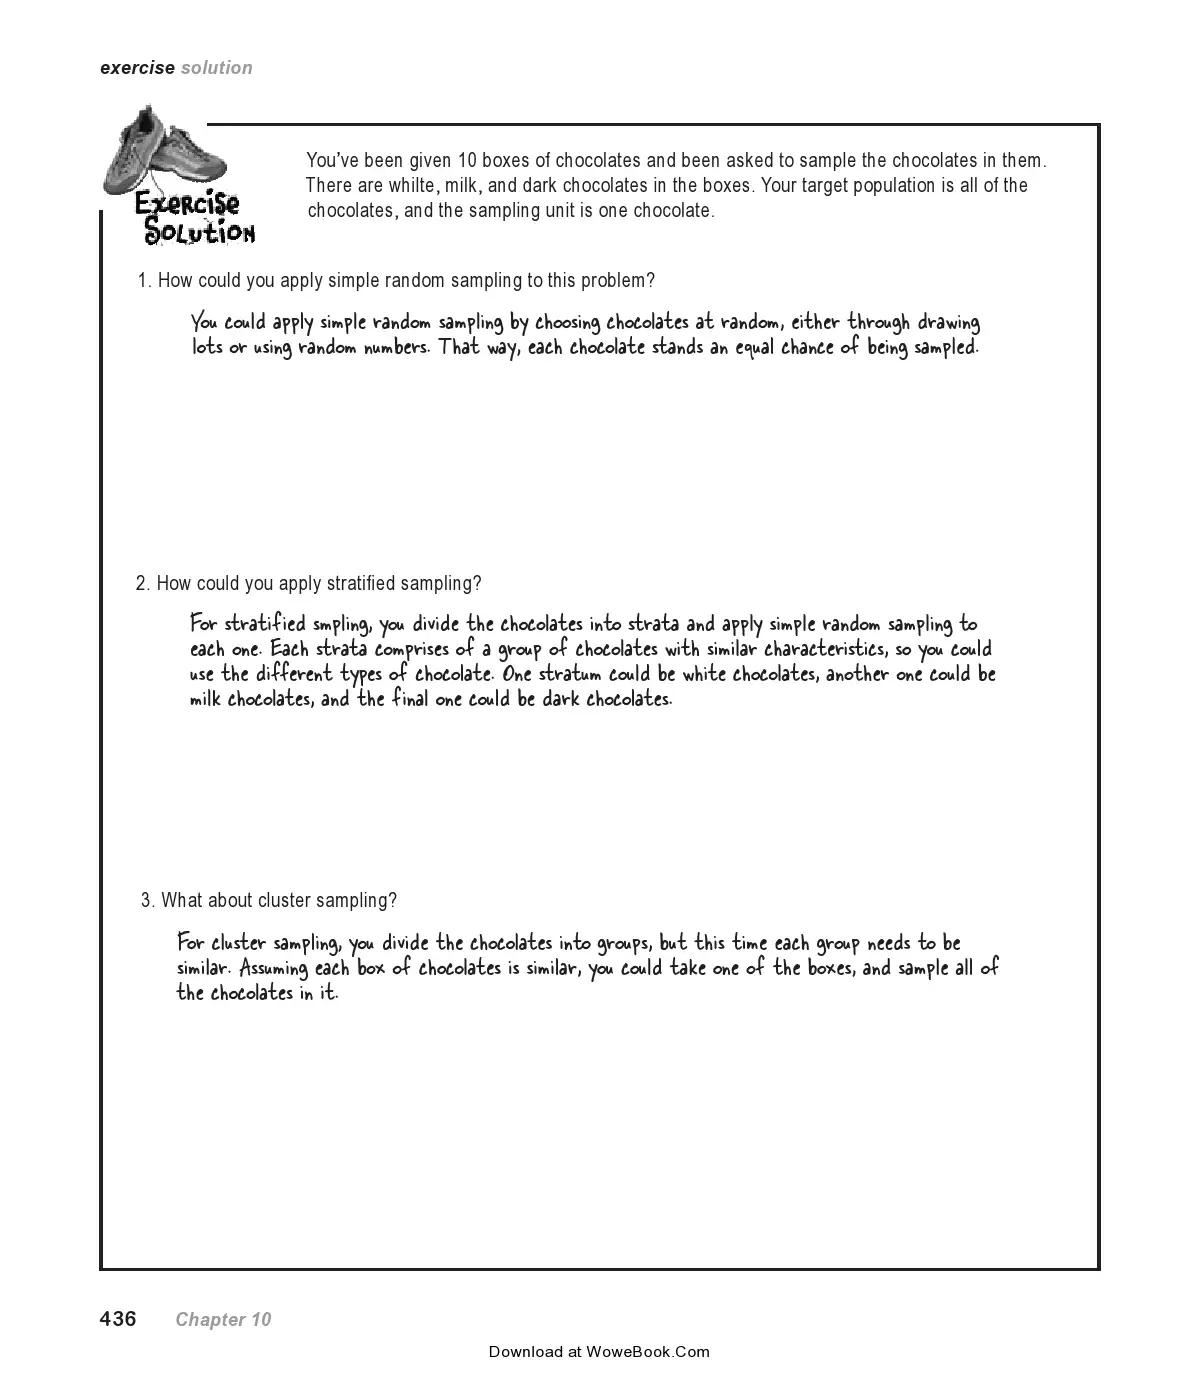 exercise solution
Exercise
Solution
You’ve been given 10 boxes of chocolates and been asked to sample the chocolates in them.
There are whilte, milk, and dark chocolates in the boxes. Your target population is all of the
chocolates, and the sampling unit is one chocolate.
1. How could you apply simple random sampling to this problem?
You could apply simple random sampling by choosing chocolates at random, either through drawing
lots or using random numbers. That way, each chocolate stands an equal chance of being sampled.
2. How could you apply stratified sampling?
For stratified smpling, you divide the chocolates into strata and apply simple random sampling to
each one. Each strata comprises of a group of chocolates with similar characteristics, so you could
use the different types of chocolate. One stratum could be white chocolates, another one could be
milk chocolates, and the final one could be dark chocolates.
3. What about cluster sampling?
For cluster sampling, you divide the chocolates into groups, but this time each group needs to be
similar. Assuming each box of chocolates is similar, you could take one of the boxes, and sample all of
the chocolates in it.
436 Chapter 10
Download at WoweBook.Com